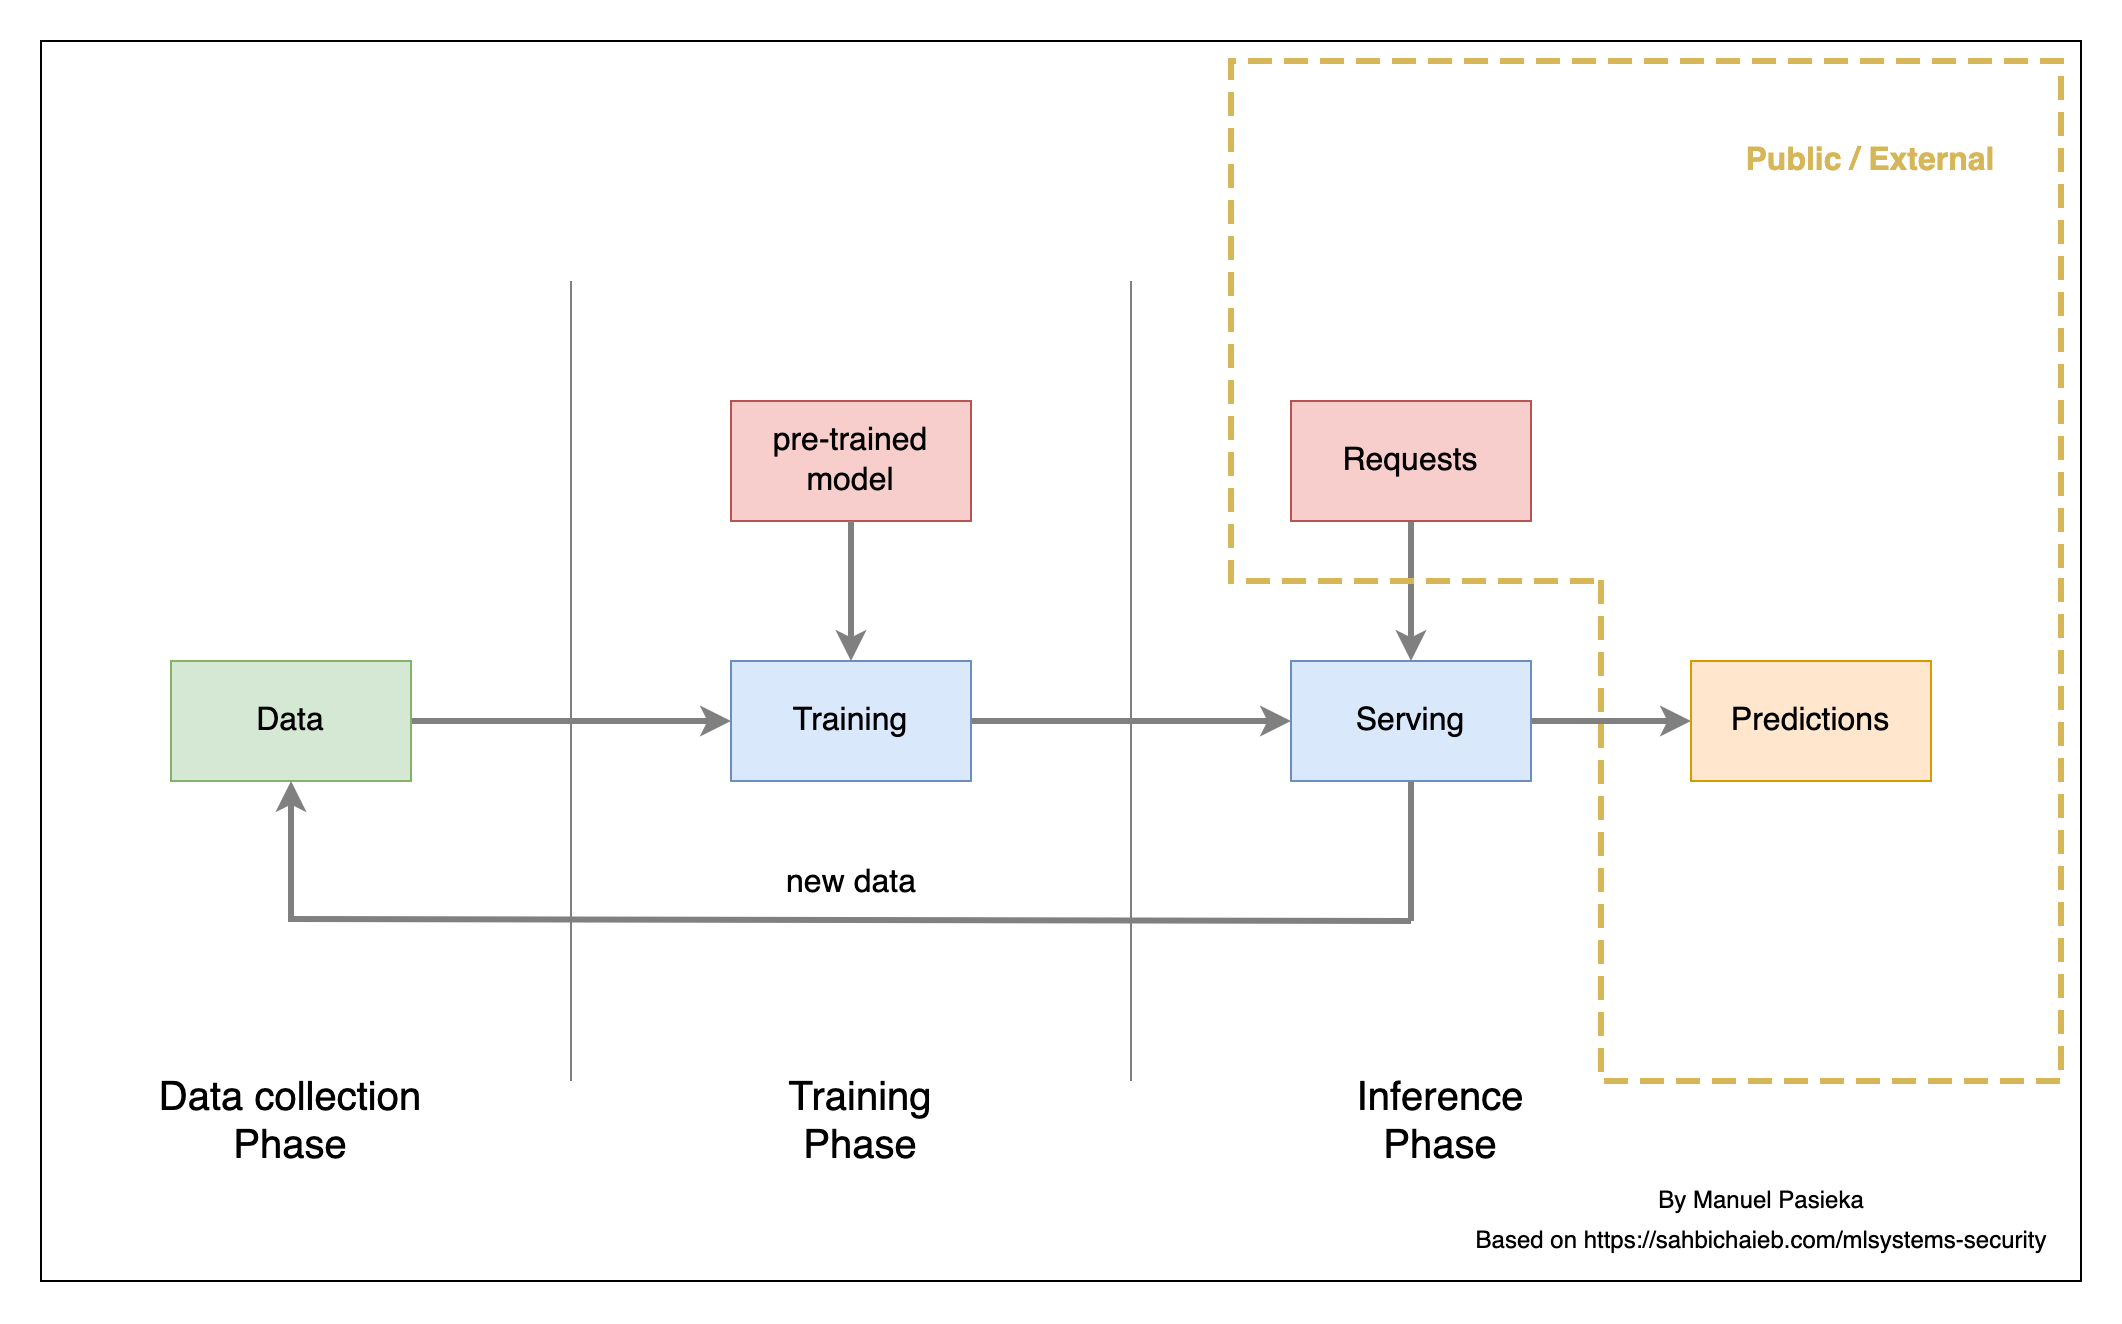 Public / External
pre-trained
model
Requests
Data
Training
Serving
Predictions
new data
Data collection
Phase
Training
Phase
Inference
Phase
By Manuel Pasieka
Based on https://sahbichaieb.com/mlsystems-security